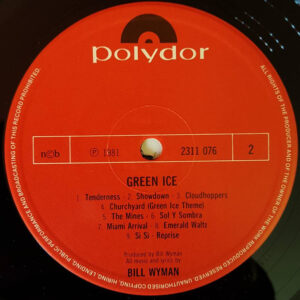 polydor
n©b
℗ 1981
2311 076
2
GREEN ICE
1. Tenderness - 2. Showdown - 3. Cloudhoppers
4. Churchyard (Green Ice Theme)
5. The Mines - 6. Sol Y Sombra
7. Miami Arrival - 8. Emerald Waltz
9. Si Si - Reprise
Produced by Bill Wyman
All music and lyrics by
BILL WYMAN
ALL RIGHTS OF THE PRODUCER AND OF THE OWNER OF THE RECORDED WORK RESERVED. UNAUTHORISED COPYING, HIRING, LENDING, PUBLIC PERFORMANCE AND BROADCASTING OF THIS RECORD PROHIBITED.